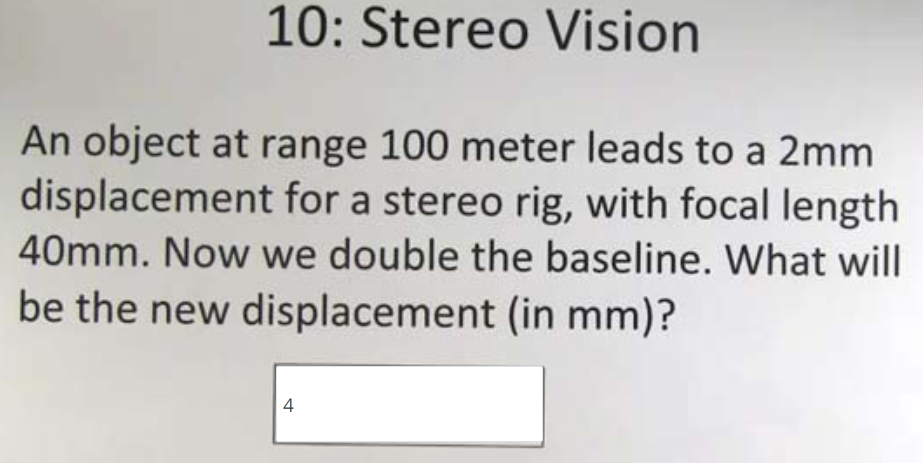 10: Stereo Vision
An object at range 100 meter leads to a 2mm
displacement for a stereo rig, with focal length
40mm. Now we double the baseline. What will
be the new displacement (in mm)?
4